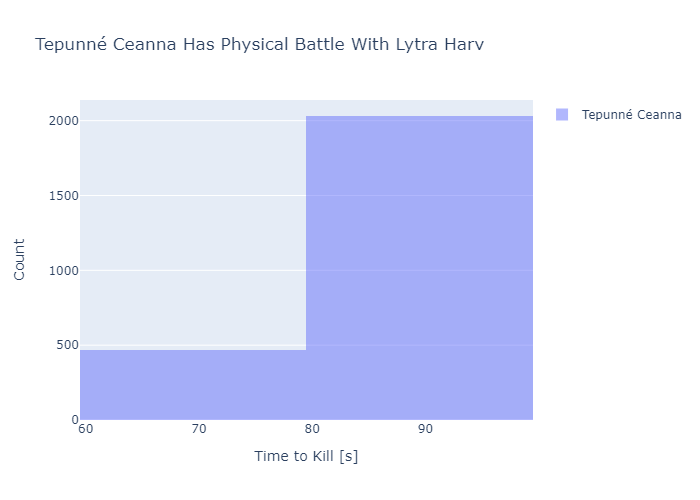 Tepunné Ceanna Has Physical Battle With Lytra Harv
Tepunné Ceanna
2000
1500
1000
500
0
Count
60
70
80
90
Time to Kill [s]